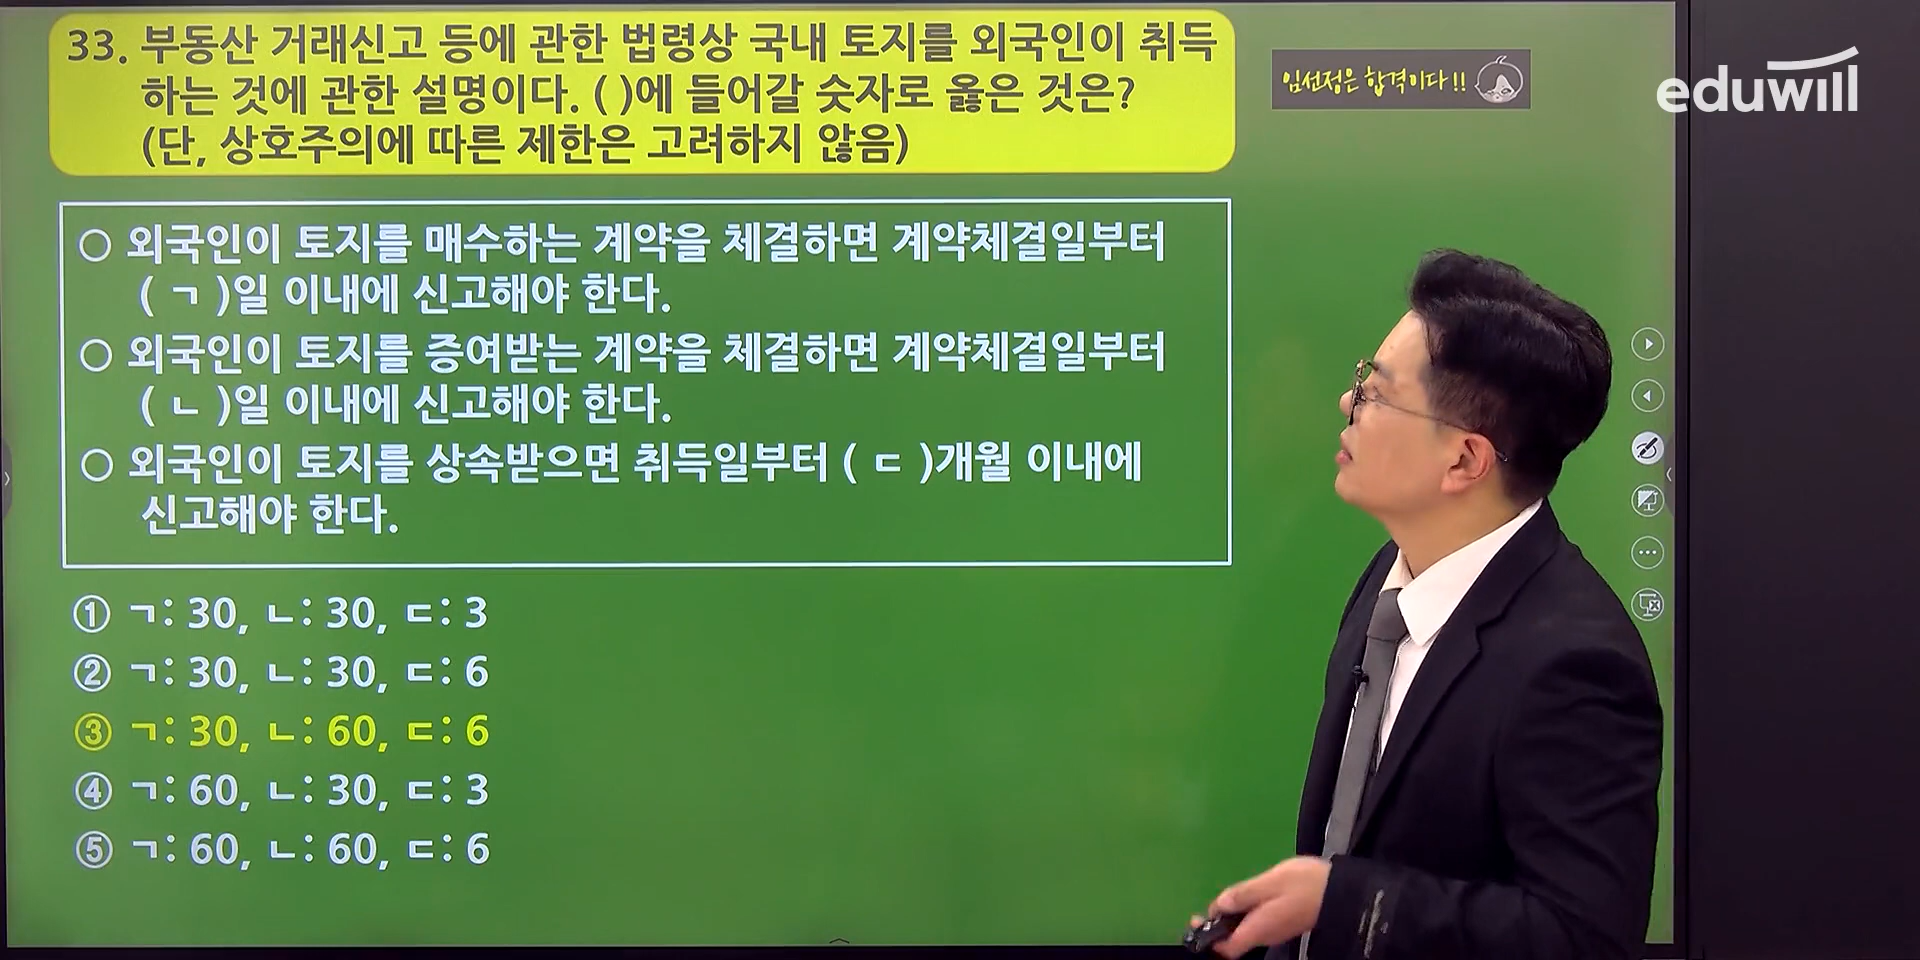 33. 부동산 거래신고 등에 관한 법령상 국내 토지를 외국인이 취득
하는 것에 관한 설명이다. ( )에 들어갈 숫자로 옳은 것은?
(단, 상호주의에 따른 제한은 고려하지 않음)
임선정은 합격이다!!
eduwill
○ 외국인이 토지를 매수하는 계약을 체결하면 계약체결일부터
( ㄱ )일 이내에 신고해야 한다.
○ 외국인이 토지를 증여받는 계약을 체결하면 계약체결일부터
( ㄴ )일 이내에 신고해야 한다.
○ 외국인이 토지를 상속받으면 취득일부터 ( ㄷ )개월 이내에
신고해야 한다.
① ㄱ: 30, ㄴ: 30, ㄷ: 3
② ㄱ: 30, ㄴ: 30, ㄷ: 6
③ ㄱ: 30, ㄴ: 60, ㄷ: 6
④ ㄱ: 60, ㄴ: 30, ㄷ: 3
⑤ ㄱ: 60, ㄴ: 60, ㄷ: 6